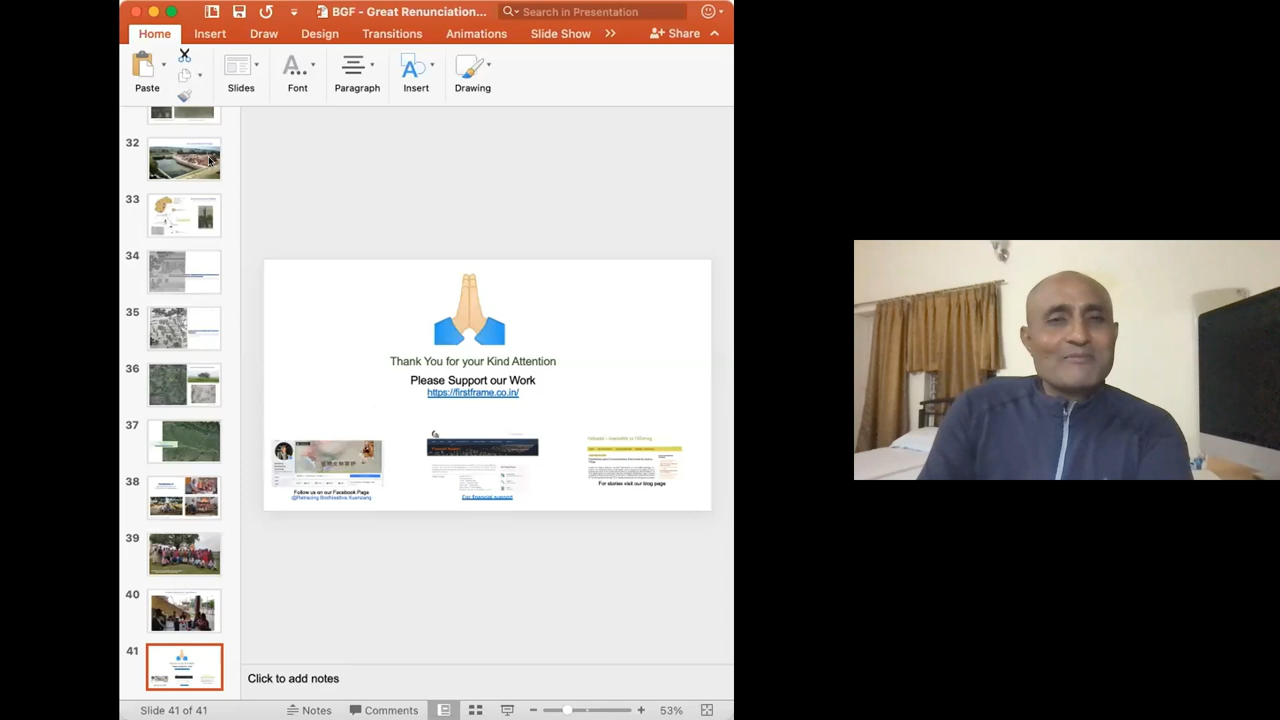 BGF - Great Renunciation...
Search in Presentation
Home Insert Draw Design Transitions Animations Slide Show >> Share
Paste Slides Font Paragraph Insert Drawing
32
33
34
35
36
37
38
39
40
41
Thank You for your Kind Attention
Please Support our Work
https://firstframe.co.in/
Follow us on our Facebook Page
For financial support
For stories visit our blog page
Click to add notes
Slide 41 of 41 Notes Comments 53%